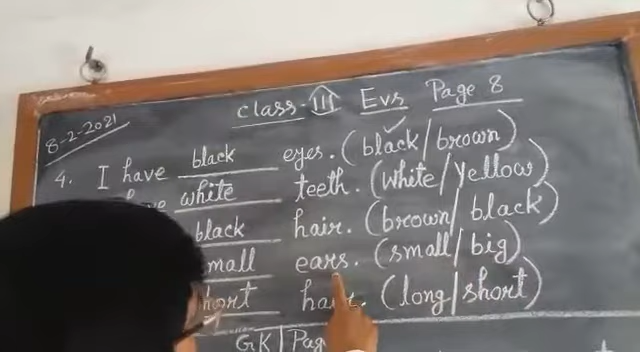 8-2-2021
Class-III Evs Page 8
4. I have black eyes. (black/brown)
white teeth. (white/yellow)
black hair. (brown/black)
mall ears. (small/big)
hort hair. (long/short)
GK|Pag